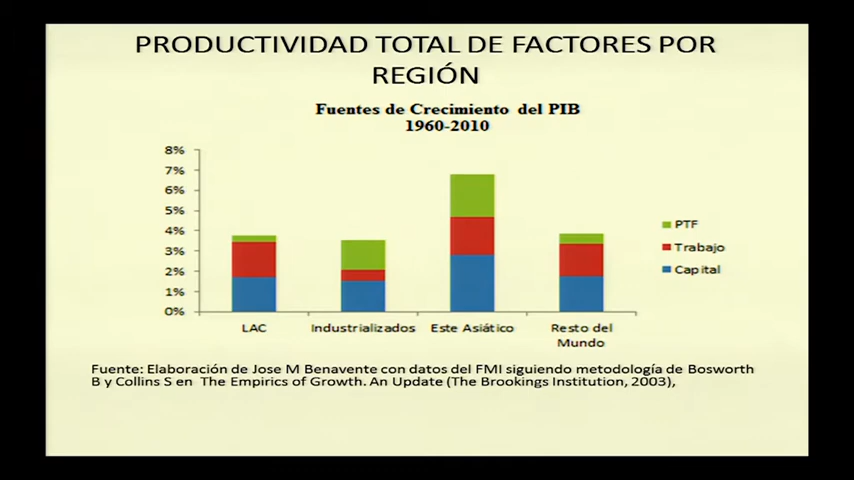 PRODUCTIVIDAD TOTAL DE FACTORES POR
REGIÓN
Fuentes de Crecimiento del PIB
1960-2010
8%
7%
6%
5%
4%
3%
2%
1%
0%
PTF
Trabajo
Capital
LAC
Industrializados
Este Asiático
Resto del
Mundo
Fuente: Elaboración de Jose M Benavente con datos del FMI siguiendo metodología de Bosworth
B y Collins S en The Empirics of Growth. An Update (The Brookings Institution, 2003),